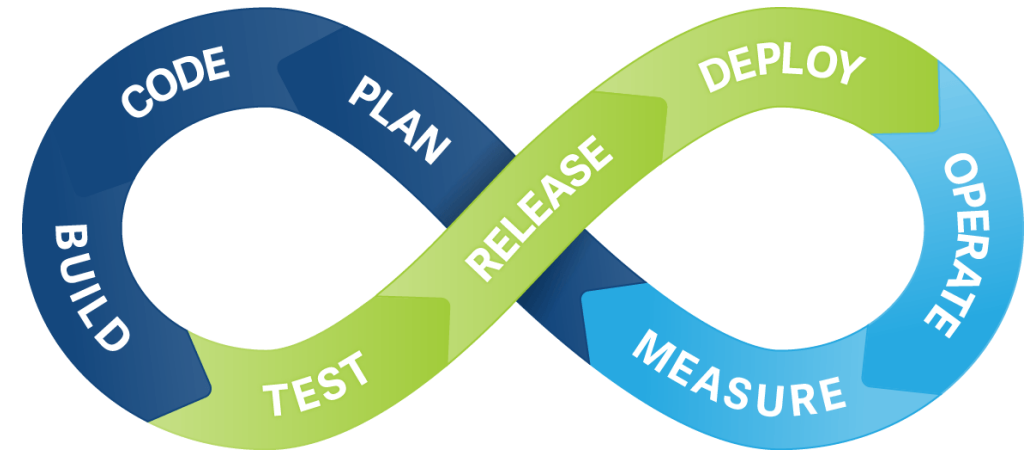 PLAN
CODE
BUILD
TEST
RELEASE
DEPLOY
OPERATE
MEASURE